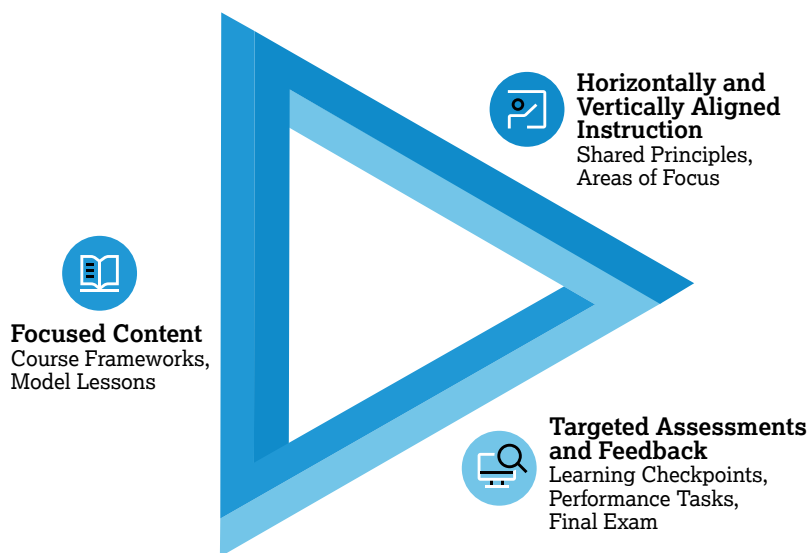 Horizontally and
Vertically Aligned
Instruction
Shared Principles,
Areas of Focus
Focused Content
Course Frameworks,
Model Lessons
Targeted Assessments
and Feedback
Learning Checkpoints,
Performance Tasks,
Final Exam